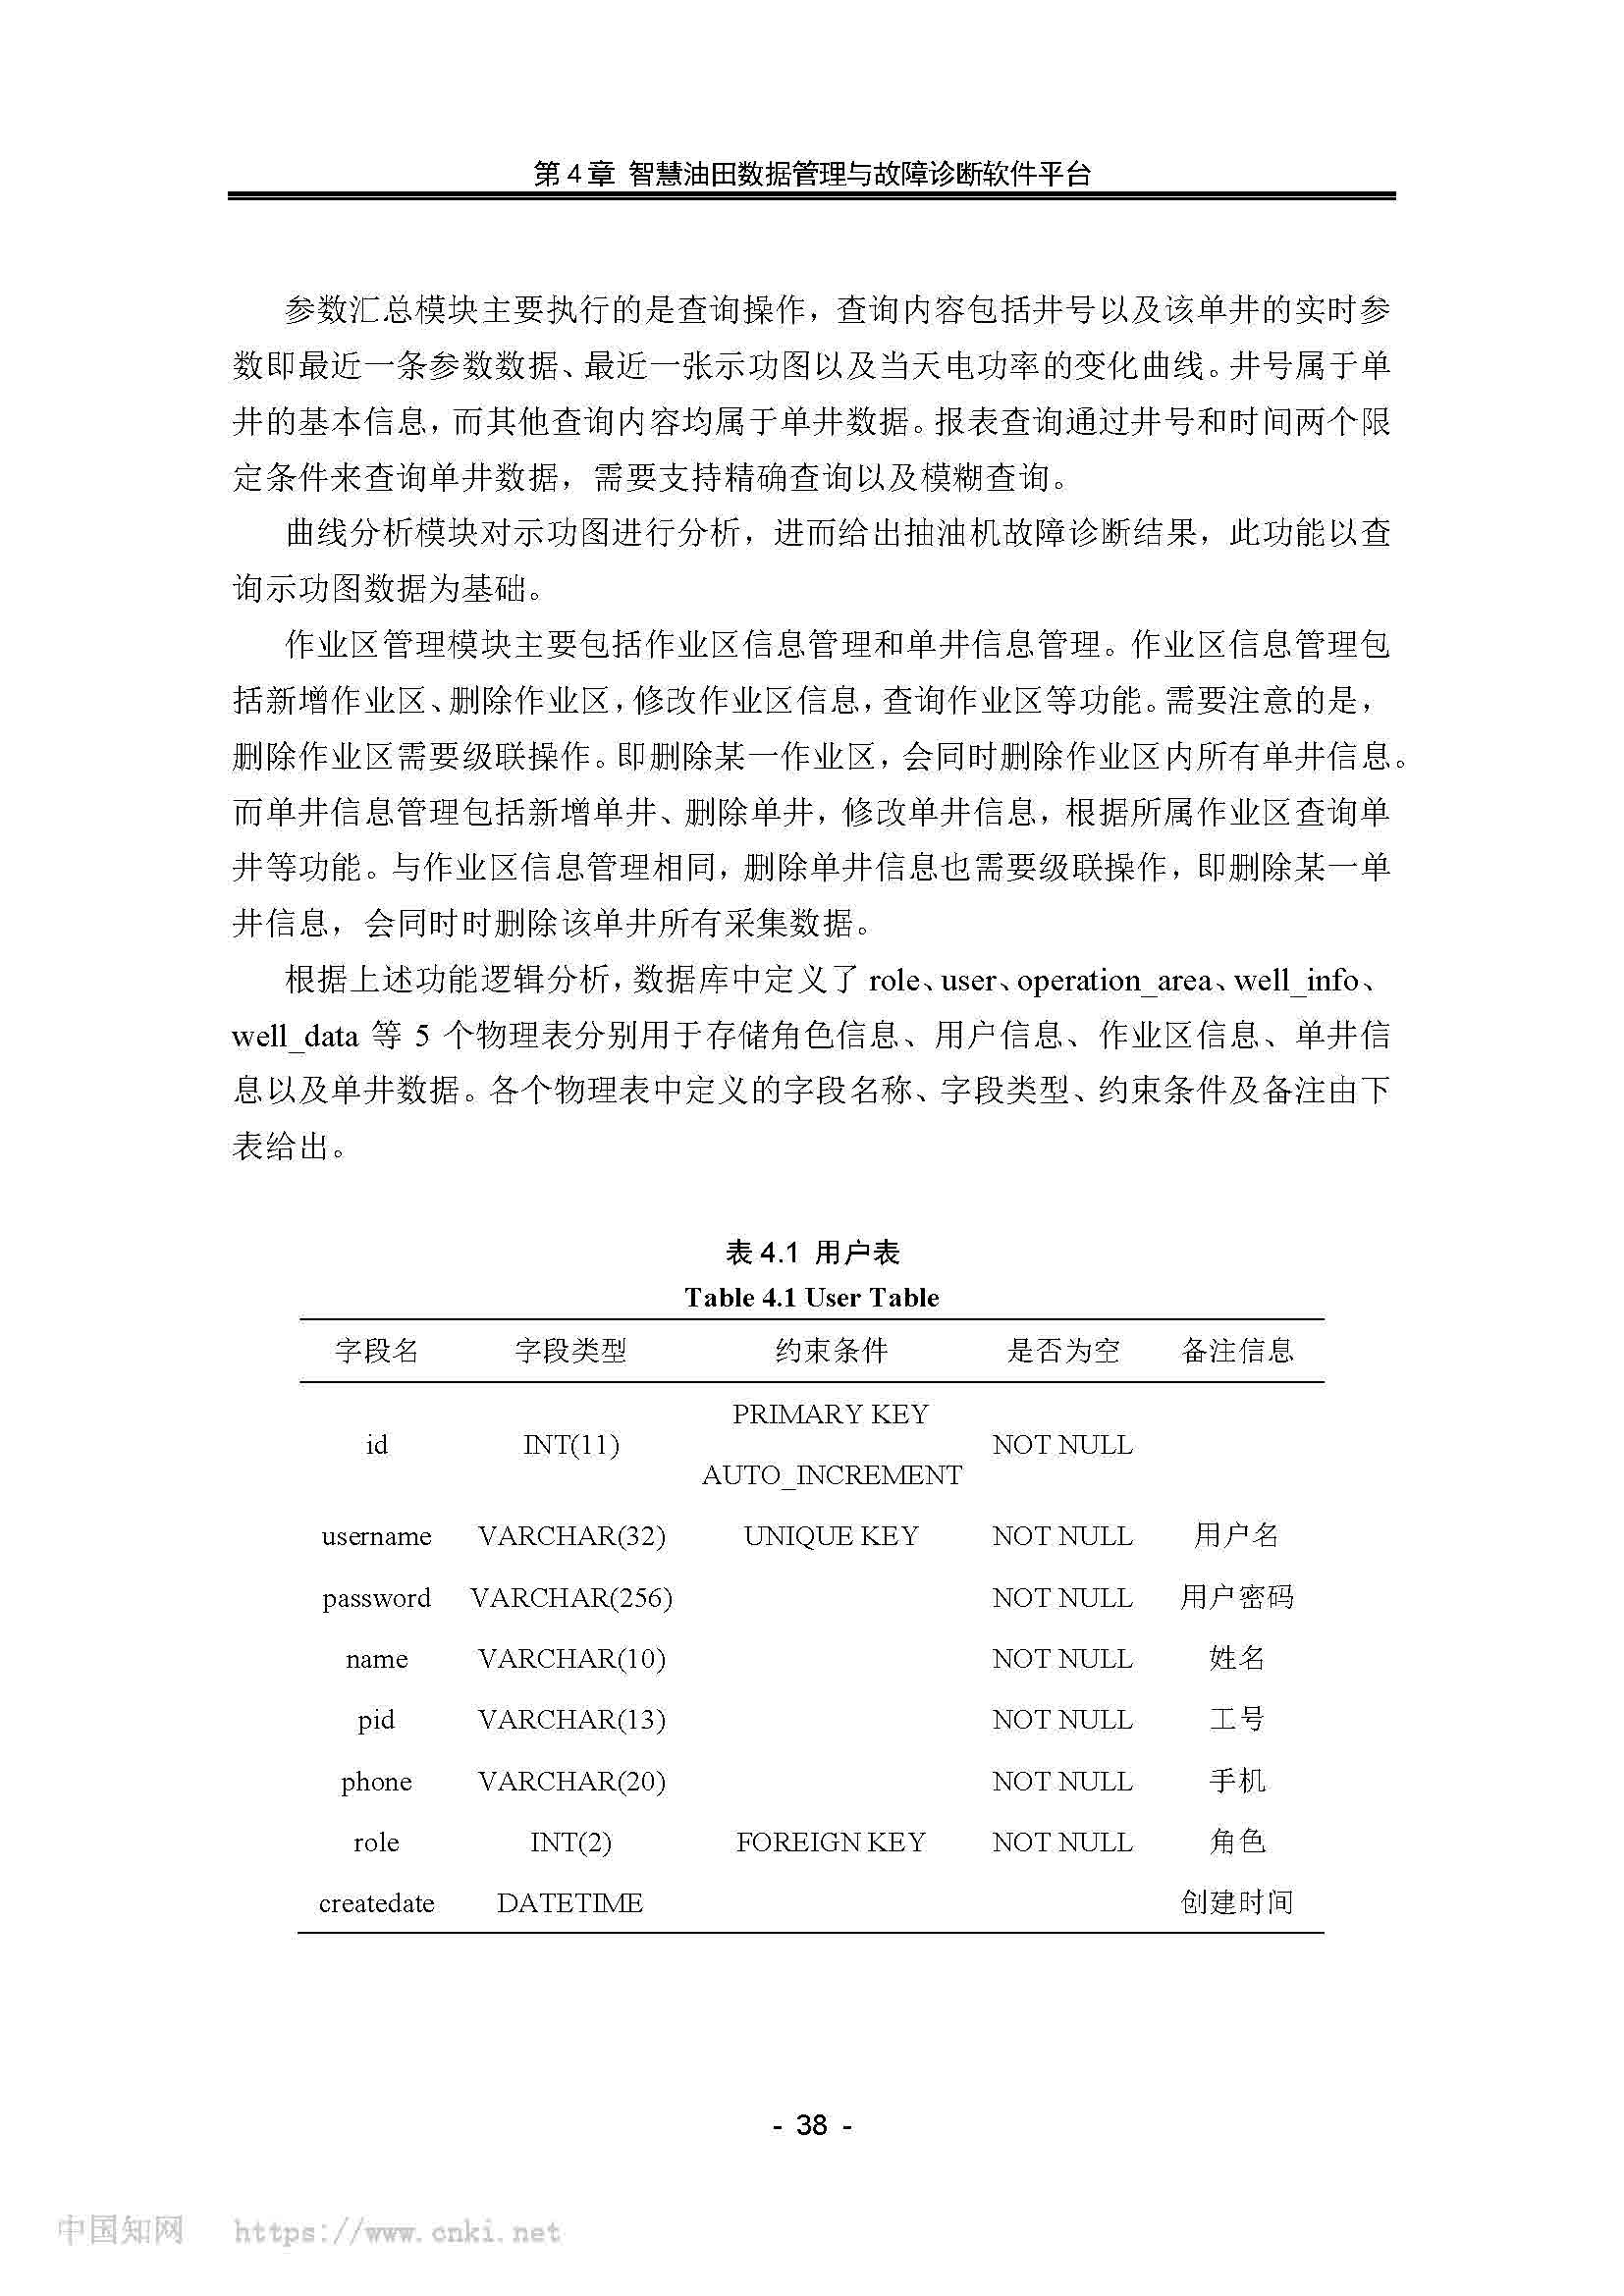 第 4 章 智慧油田数据管理与故障诊断软件平台
参数汇总模块主要执行的是查询操作，查询内容包括井号以及该单井的实时参
数即最近一条参数数据、最近一张示功图以及当天电功率的变化曲线。井号属于单
井的基本信息，而其他查询内容均属于单井数据。报表查询通过井号和时间两个限
定条件来查询单井数据，需要支持精确查询以及模糊查询。
曲线分析模块对示功图进行分析，进而给出抽油机故障诊断结果，此功能以查
询示功图数据为基础。
作业区管理模块主要包括作业区信息管理和单井信息管理。作业区信息管理包
括新增作业区、删除作业区，修改作业区信息，查询作业区等功能。需要注意的是，
删除作业区需要级联操作。即删除某一作业区，会同时删除作业区内所有单井信息。
而单井信息管理包括新增单井、删除单井，修改单井信息，根据所属作业区查询单
井等功能。与作业区信息管理相同，删除单井信息也需要级联操作，即删除某一单
井信息，会同时时删除该单井所有采集数据。
根据上述功能逻辑分析，数据库中定义了 role、user、operation_area、well_info、
well_data 等 5 个物理表分别用于存储角色信息、用户信息、作业区信息、单井信
息以及单井数据。各个物理表中定义的字段名称、字段类型、约束条件及备注由下
表给出。
表 4.1 用户表
Table 4.1 User Table
字段名 字段类型 约束条件 是否为空 备注信息
id INT(11) PRIMARY KEY AUTO_INCREMENT NOT NULL
username VARCHAR(32) UNIQUE KEY NOT NULL 用户名
password VARCHAR(256) NOT NULL 用户密码
name VARCHAR(10) NOT NULL 姓名
pid VARCHAR(13) NOT NULL 工号
phone VARCHAR(20) NOT NULL 手机
role INT(2) FOREIGN KEY NOT NULL 角色
createdate DATETIME 创建时间
- 38 -
中国知网 https://www.cnki.net